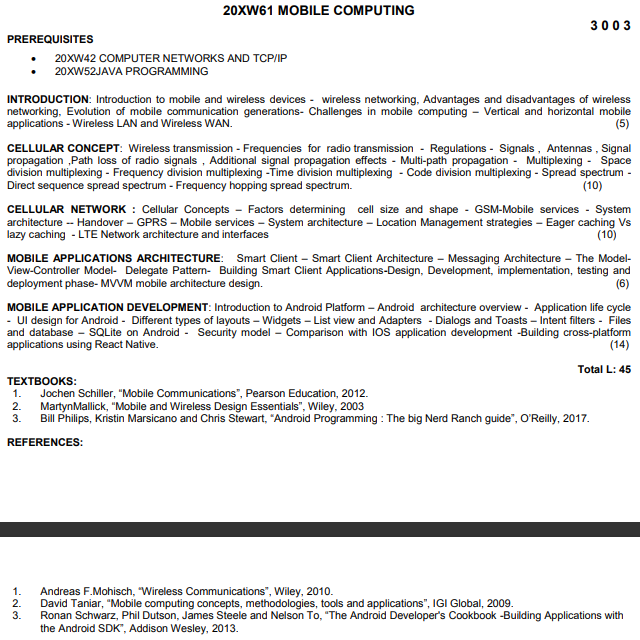 20XW61 MOBILE COMPUTING
3 0 0 3
PREREQUISITES
• 20XW42 COMPUTER NETWORKS AND TCP/IP
• 20XW52JAVA PROGRAMMING
INTRODUCTION: Introduction to mobile and wireless devices - wireless networking, Advantages and disadvantages of wireless
networking, Evolution of mobile communication generations- Challenges in mobile computing – Vertical and horizontal mobile
applications - Wireless LAN and Wireless WAN. (5)
CELLULAR CONCEPT: Wireless transmission - Frequencies for radio transmission - Regulations - Signals , Antennas , Signal
propagation ,Path loss of radio signals , Additional signal propagation effects - Multi-path propagation - Multiplexing - Space
division multiplexing - Frequency division multiplexing -Time division multiplexing - Code division multiplexing - Spread spectrum -
Direct sequence spread spectrum - Frequency hopping spread spectrum. (10)
CELLULAR NETWORK : Cellular Concepts – Factors determining cell size and shape - GSM-Mobile services - System
architecture -- Handover – GPRS – Mobile services – System architecture – Location Management strategies – Eager caching Vs
lazy caching - LTE Network architecture and interfaces (10)
MOBILE APPLICATIONS ARCHITECTURE: Smart Client – Smart Client Architecture – Messaging Architecture – The Model-
View-Controller Model- Delegate Pattern- Building Smart Client Applications-Design, Development, implementation, testing and
deployment phase- MVVM mobile architecture design. (6)
MOBILE APPLICATION DEVELOPMENT: Introduction to Android Platform – Android architecture overview - Application life cycle
- UI design for Android - Different types of layouts – Widgets – List view and Adapters - Dialogs and Toasts – Intent filters - Files
and database – SQLite on Android - Security model – Comparison with IOS application development -Building cross-platform
applications using React Native. (14)
Total L: 45
TEXTBOOKS:
1. Jochen Schiller, “Mobile Communications”, Pearson Education, 2012.
2. MartynMallick, “Mobile and Wireless Design Essentials”, Wiley, 2003
3. Bill Philips, Kristin Marsicano and Chris Stewart, “Android Programming : The big Nerd Ranch guide”, O’Reilly, 2017.
REFERENCES:
1. Andreas F.Mohisch, “Wireless Communications”, Wiley, 2010.
2. David Taniar, “Mobile computing concepts, methodologies, tools and applications”, IGI Global, 2009.
3. Ronan Schwarz, Phil Dutson, James Steele and Nelson To, “The Android Developer's Cookbook -Building Applications with
the Android SDK”, Addison Wesley, 2013.